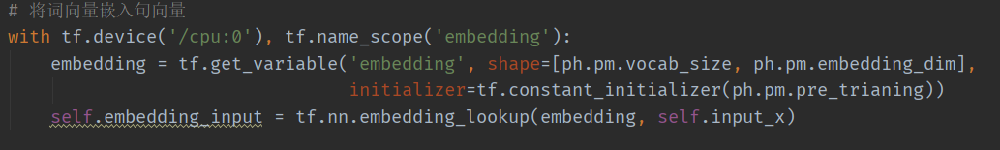 # 将词向量嵌入句向量
with tf.device('/cpu:0'), tf.name_scope('embedding'):
    embedding = tf.get_variable('embedding', shape=[ph.pm.vocab_size, ph.pm.embedding_dim],
                                initializer=tf.constant_initializer(ph.pm.pre_trianing))
    self.embedding_input = tf.nn.embedding_lookup(embedding, self.input_x)